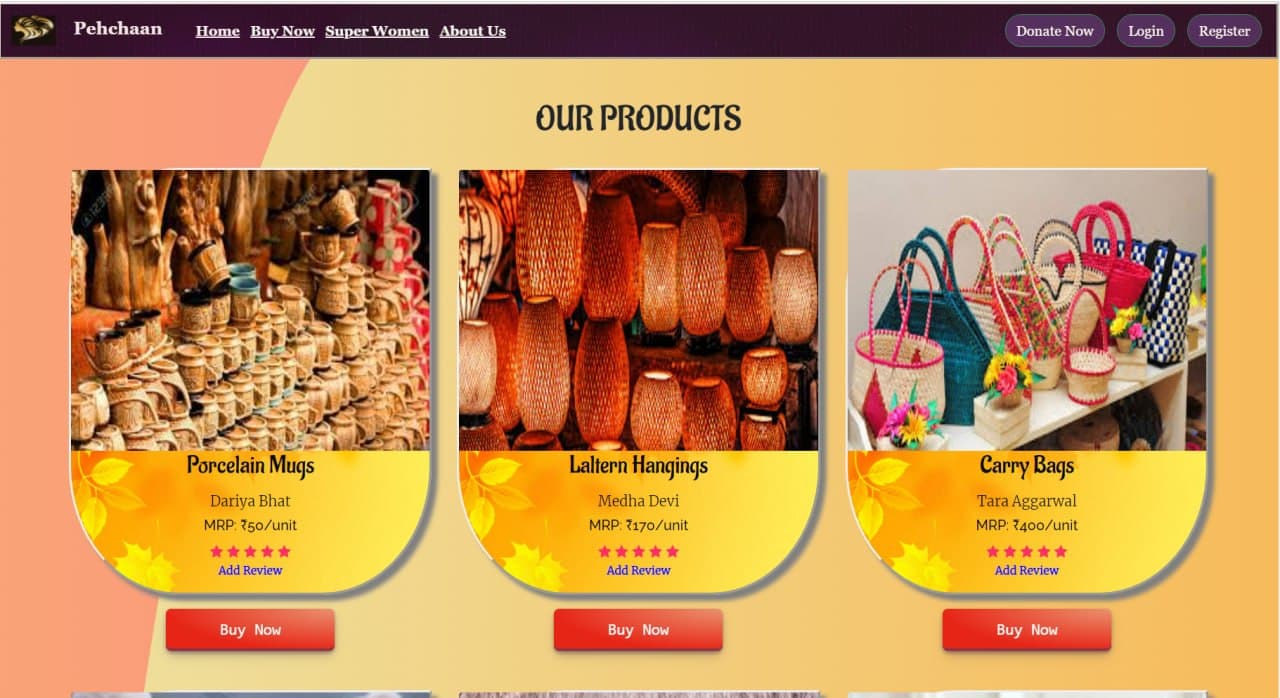 Pehchaan Home Buy Now Super Women About Us Donate Now Login Register
OUR PRODUCTS
Porcelain Mugs Laltern Hangings Carry Bags
Dariya Bhat Medha Devi Tara Aggarwal
MRP: ₹50/unit MRP: ₹170/unit MRP: ₹400/unit
Add Review Add Review Add Review
Buy Now Buy Now Buy Now